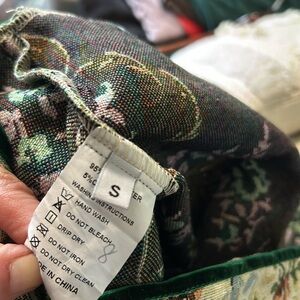 S
WASHING INSTRUCTIONS
HAND WASH
DO NOT BLEACH
DRIP DRY
DO NOT IRON
DO NOT DRY CLEAN
IN CHINA